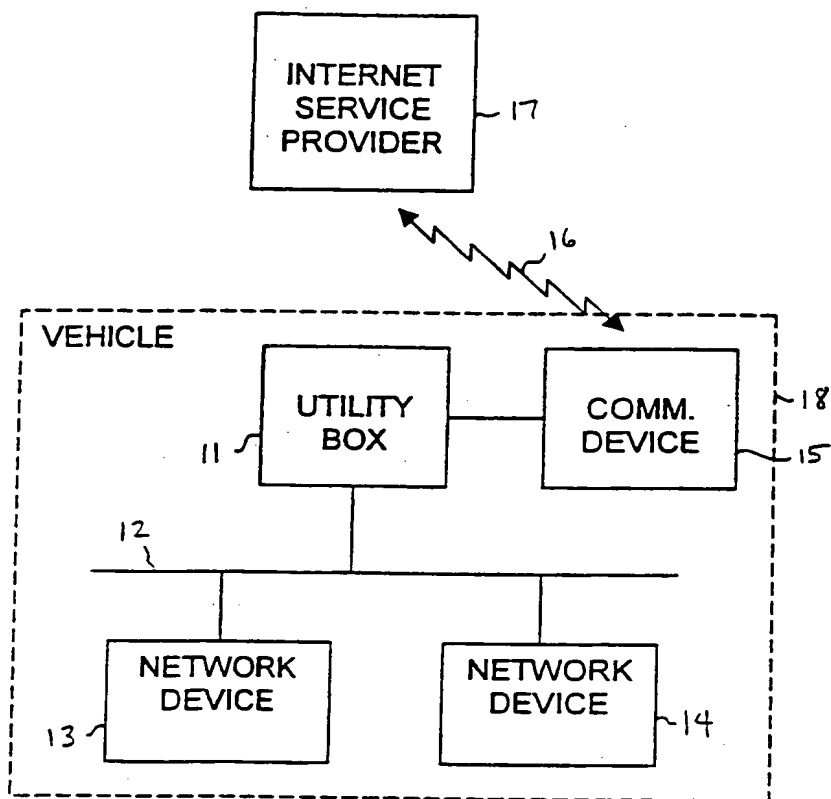 INTERNET
SERVICE
PROVIDER
17
16
VEHICLE
18
UTILITY
BOX
11
COMM.
DEVICE
15
12
NETWORK
DEVICE
13
NETWORK
DEVICE
14